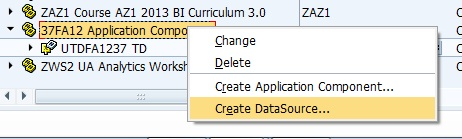 ZAZ1 Course AZ1 2013 BI Curriculum 3.0 ZAZ1
37FA12 Application Compo
Change
UTDFA1237 TD
Delete
ZWS2 UA Analytics Worksh
Create Application Component...
Create DataSource...